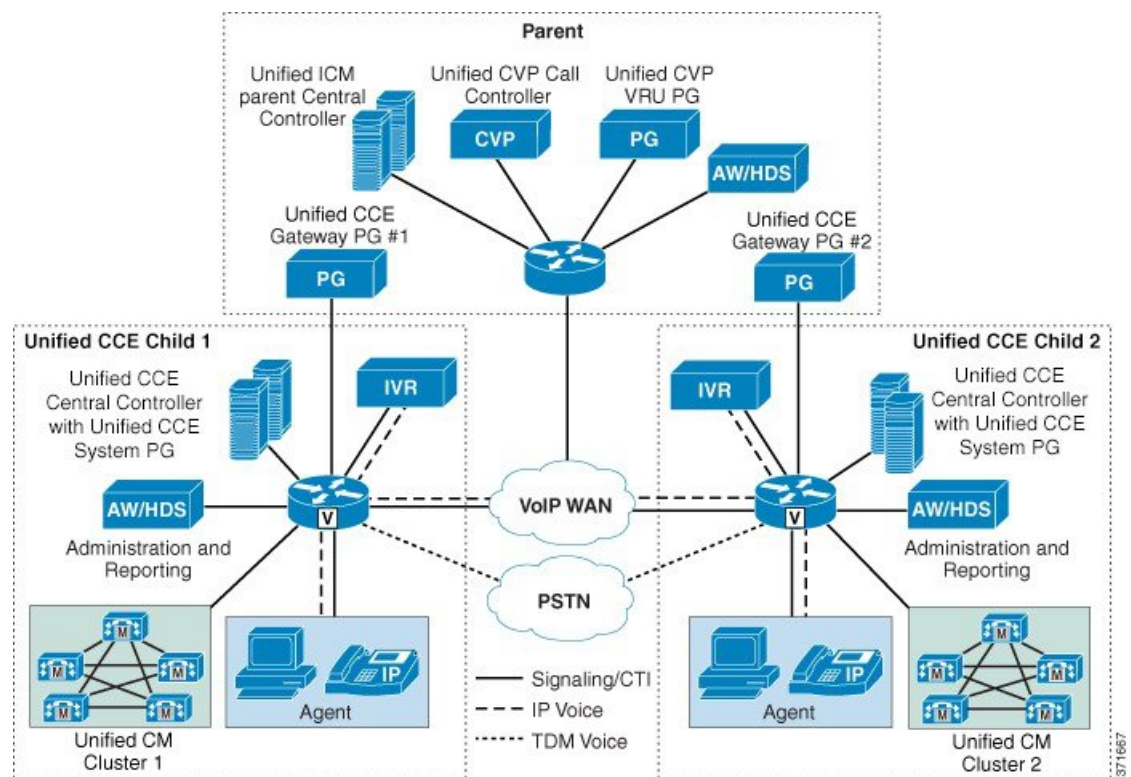 Parent
Unified ICM
parent Central
Controller
Unified CVP Call
Controller
CVP
Unified CVP
VRU PG
PG
AW/HDS
Unified CCE
Gateway PG #1
PG
Unified CCE
Gateway PG #2
PG
Unified CCE Child 1
Unified CCE
Central Controller
with Unified CCE
System PG
IVR
AW/HDS
Administration and
Reporting
V
M
M
M
M
M
Unified CM
Cluster 1
IP
Agent
VoIP WAN
PSTN
Signaling/CTI
IP Voice
TDM Voice
Unified CCE Child 2
IVR
Unified CCE
Central Controller
with Unified CCE
System PG
V
AW/HDS
Administration and
Reporting
IP
Agent
M
M
M
M
M
Unified CM
Cluster 2
371667